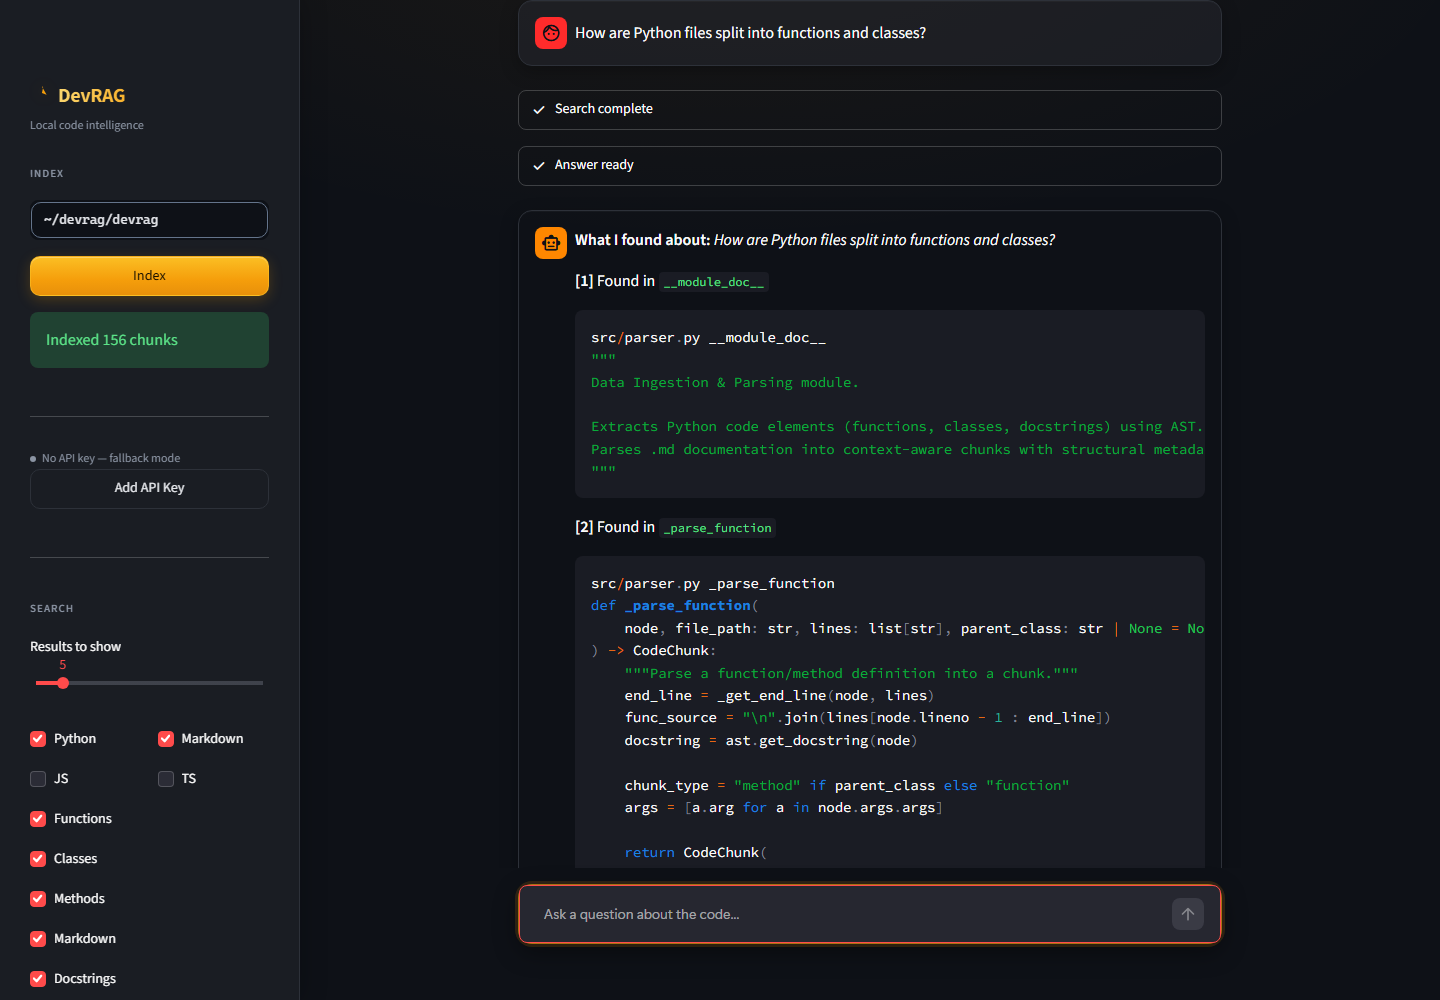 DevRAG
Local code intelligence
INDEX
~/devrag/devrag
Index
Indexed 156 chunks
No API key — fallback mode
Add API Key
SEARCH
Results to show
5
Python
Markdown
JS
TS
Functions
Classes
Methods
Markdown
Docstrings
How are Python files split into functions and classes?
Search complete
Answer ready
What I found about: How are Python files split into functions and classes?
[1] Found in __module_doc__
src/parser.py __module_doc__
"""
Data Ingestion & Parsing module.
Extracts Python code elements (functions, classes, docstrings) using AST.
Parses .md documentation into context-aware chunks with structural metada
"""
[2] Found in _parse_function
src/parser.py _parse_function
def _parse_function(
    node, file_path: str, lines: list[str], parent_class: str | None = No
) -> CodeChunk:
    """Parse a function/method definition into a chunk."""
    end_line = _get_end_line(node, lines)
    func_source = "\n".join(lines[node.lineno - 1 : end_line])
    docstring = ast.get_docstring(node)
    chunk_type = "method" if parent_class else "function"
    args = [a.arg for a in node.args.args]
    return CodeChunk(
Ask a question about the code...